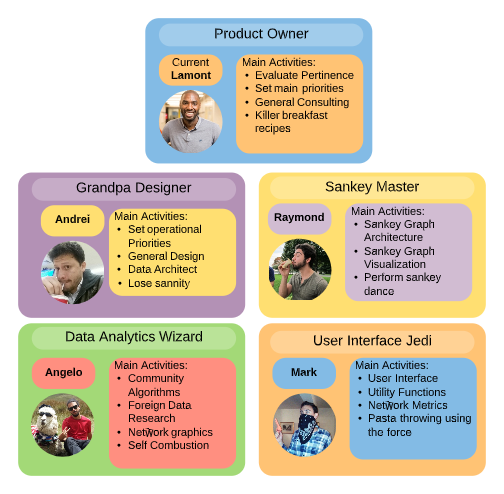 Product Owner
Current
Lamont
Main Activities:
• Evaluate Pertinence
• Set main priorities
• General Consulting
• Killer breakfast
recipes
Grandpa Designer
Andrei
Main Activities:
• Set operational
Priorities
• General Design
• Data Architect
• Lose sannity
Sankey Master
Raymond
Main Activities:
• Sankey Graph
Architecture
• Sankey Graph
Visualization
• Perform sankey
dance
Data Analytics Wizard
Angelo
Main Activities:
• Community
Algorithms
• Foreign Data
Research
• Network graphics
• Self Combustion
User Interface Jedi
Mark
Main Activities:
• User Interface
• Utility Functions
• Network Metrics
• Pasta throwing using
the force